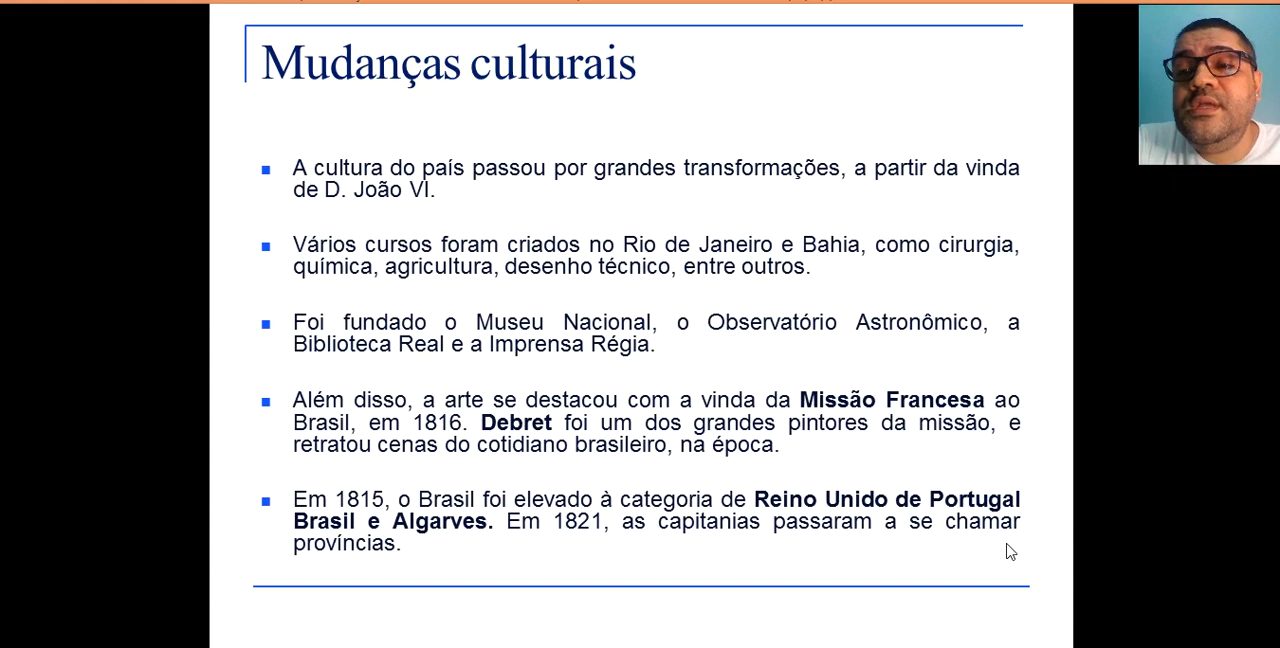 Mudanças culturais
A cultura do país passou por grandes transformações, a partir da vinda
de D. João VI.
Vários cursos foram criados no Rio de Janeiro e Bahia, como cirurgia,
química, agricultura, desenho técnico, entre outros.
Foi fundado o Museu Nacional, o Observatório Astronômico, a
Biblioteca Real e a Imprensa Régia.
Além disso, a arte se destacou com a vinda da Missão Francesa ao
Brasil, em 1816. Debret foi um dos grandes pintores da missão, e
retratou cenas do cotidiano brasileiro, na época.
Em 1815, o Brasil foi elevado à categoria de Reino Unido de Portugal
Brasil e Algarves. Em 1821, as capitanias passaram a se chamar
províncias.